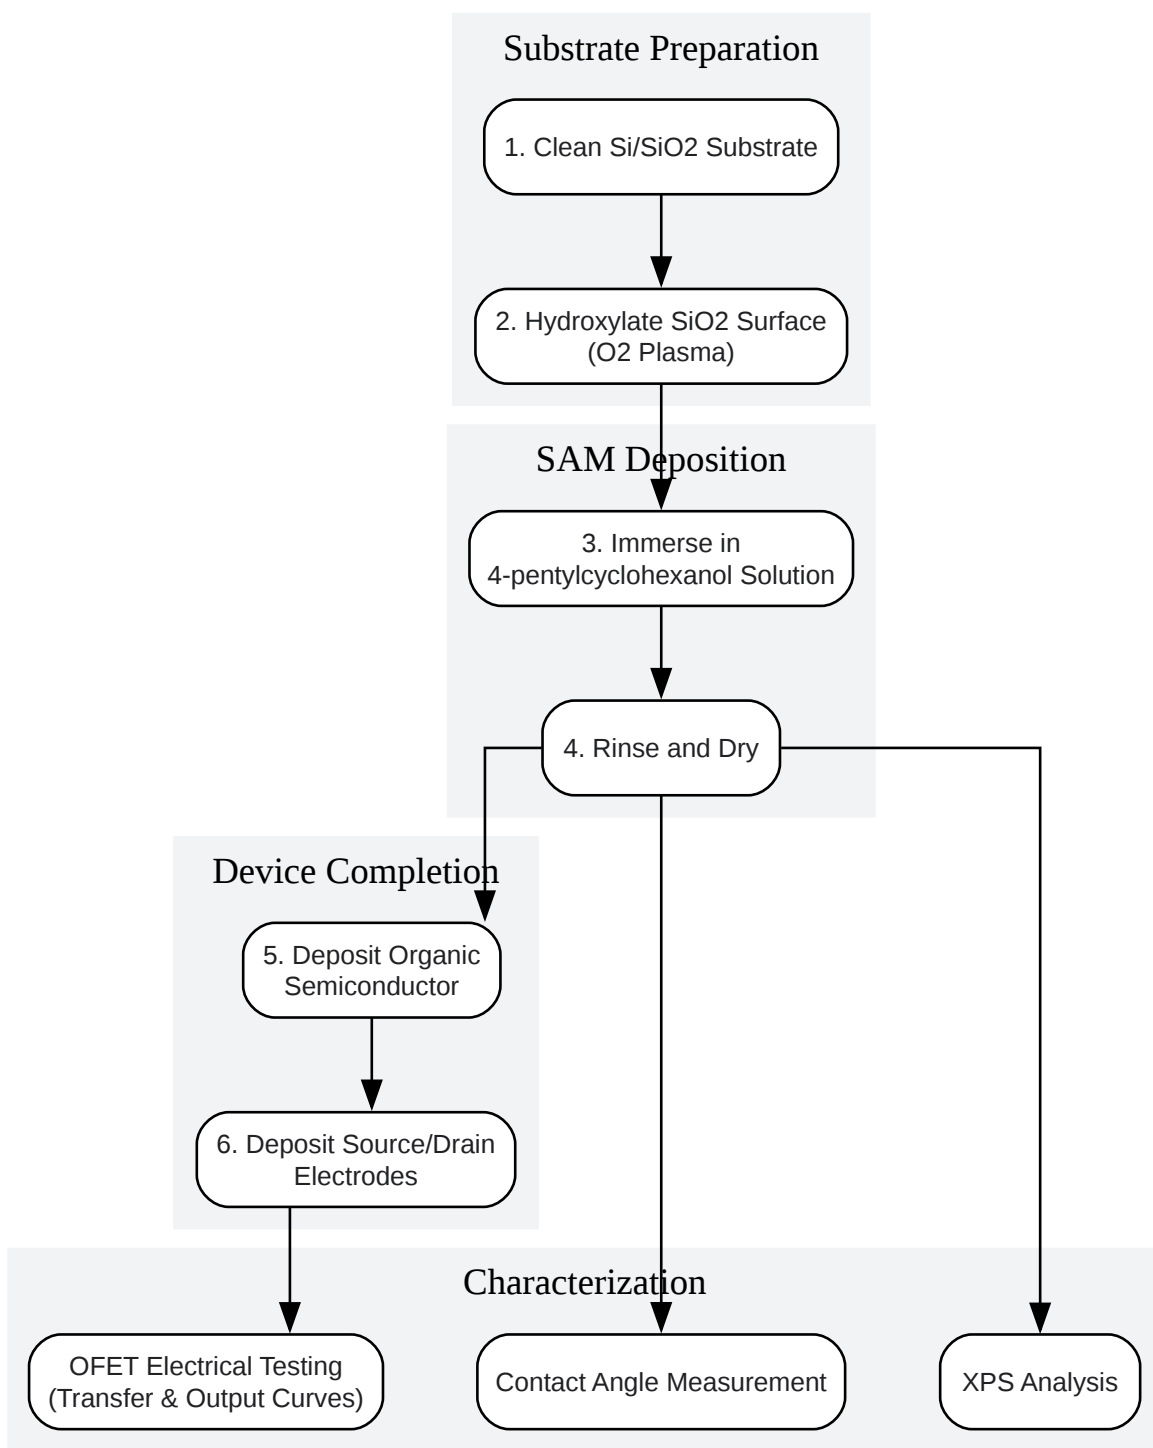 Substrate Preparation
1. Clean Si/SiO2 Substrate
2. Hydroxylate SiO2 Surface
(O2 Plasma)
SAM Deposition
3. Immerse in
4-pentylcyclohexanol Solution
4. Rinse and Dry
Device Completion
5. Deposit Organic
Semiconductor
6. Deposit Source/Drain
Electrodes
Characterization
OFET Electrical Testing
(Transfer & Output Curves)
Contact Angle Measurement
XPS Analysis